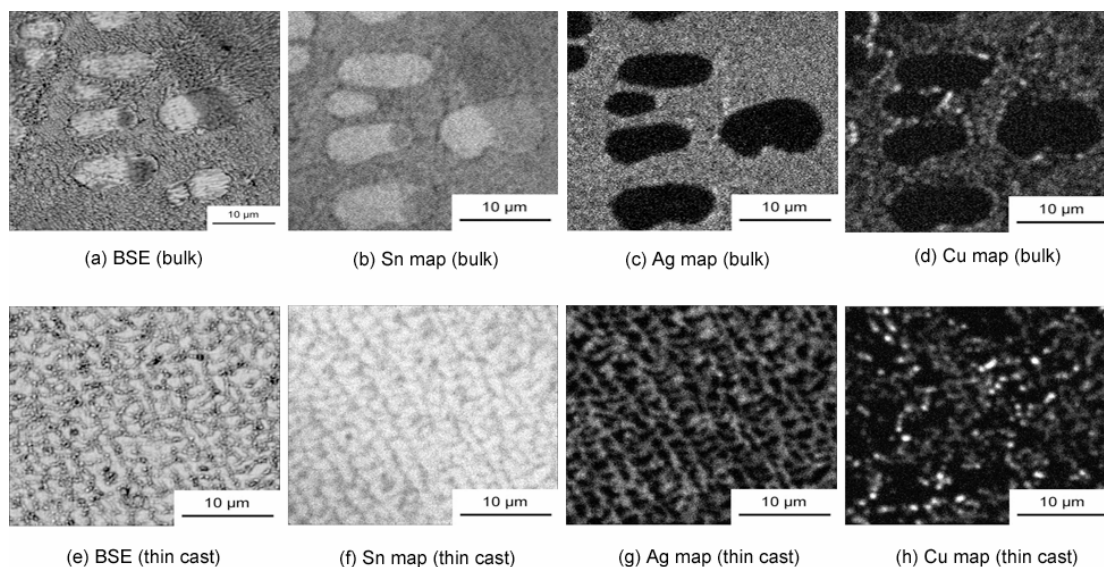 10 µm
10 µm
10 µm
10 µm
(a) BSE (bulk)
(b) Sn map (bulk)
(c) Ag map (bulk)
(d) Cu map (bulk)
10 µm
10 µm
10 µm
10 µm
(e) BSE (thin cast)
(f) Sn map (thin cast)
(g) Ag map (thin cast)
(h) Cu map (thin cast)